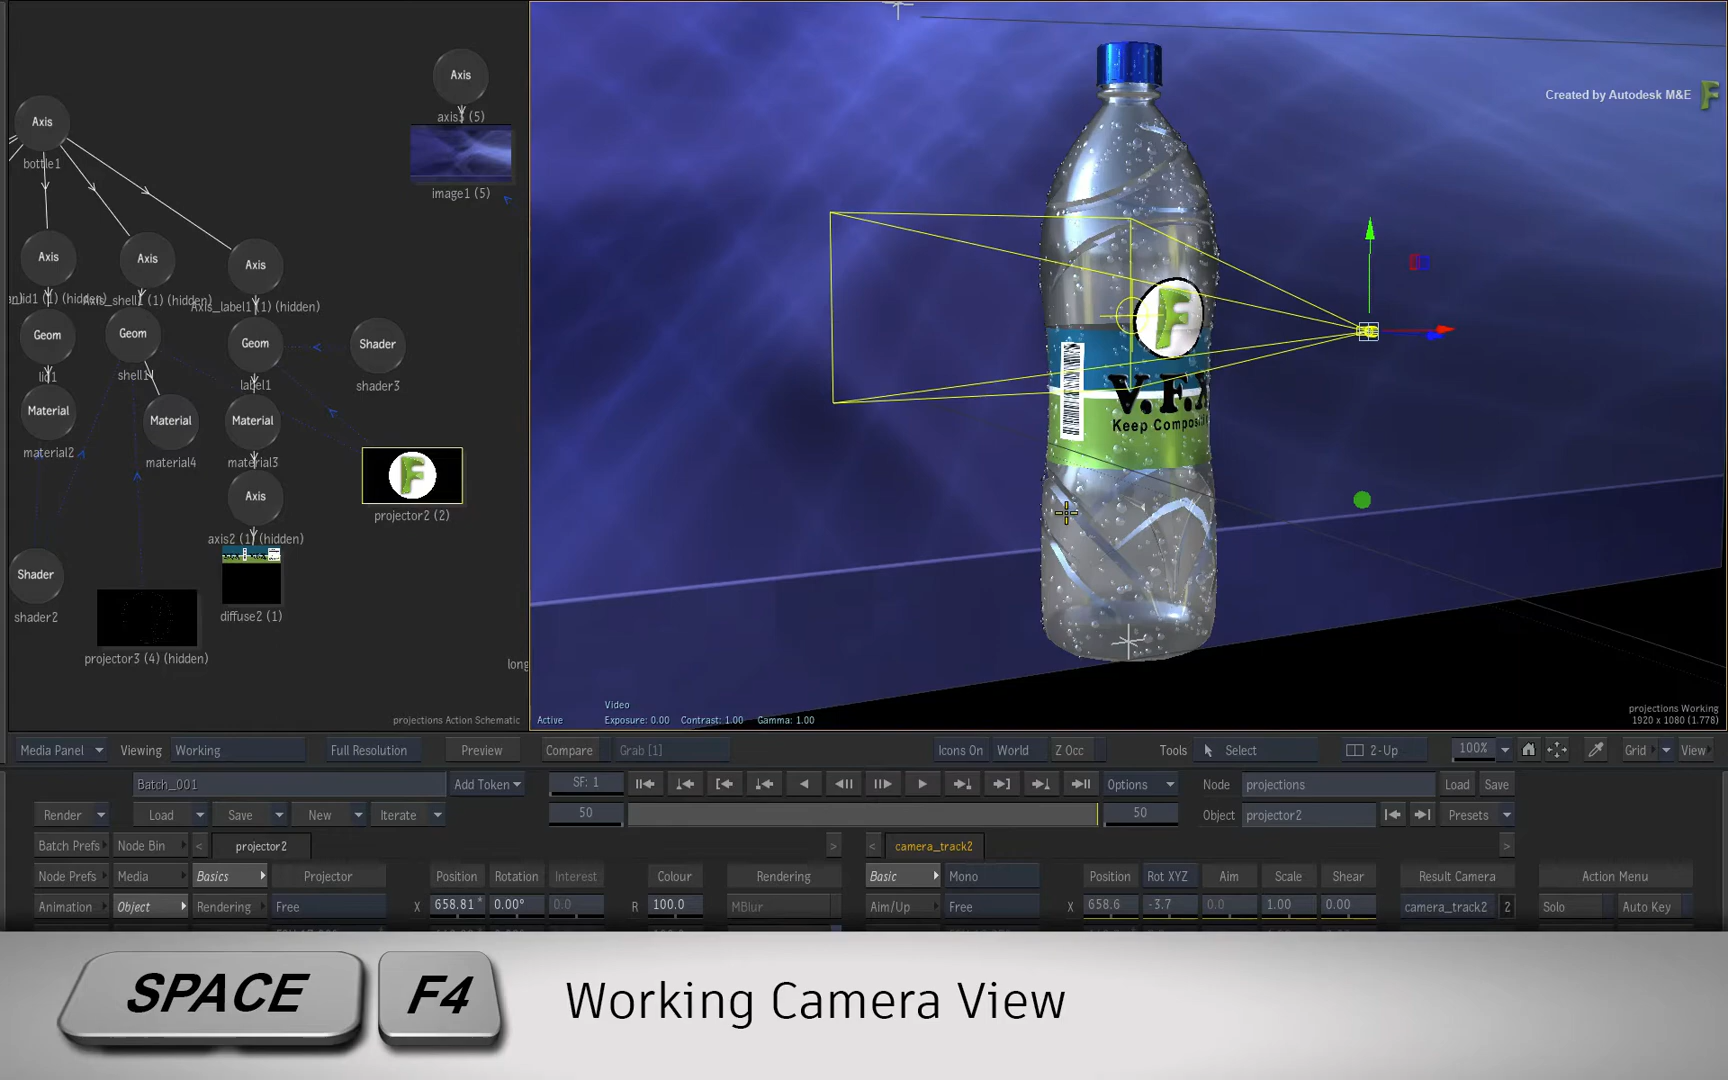 Axis
axis3 (5)
image1 (5)
Axis
bottle1
Axis
Axis
Axis
Axis_shell1 (1) (hidden)
Axis_label1 (1) (hidden)
Geom
lid1
Geom
shell1
Geom
label1
Shader
shader3
Material
material2
Material
material4
Material
material3
F
projector2 (2)
Axis
axis2 (1) (hidden)
diffuse2 (1)
Shader
shader2
projector3 (4) (hidden)
long
projections Action Schematic
Created by Autodesk M&E
F
F
V.F.X
Video
Active Exposure: 0.00 Contrast: 1.00 Gamma: 1.00
projections Working
1920 x 1080 (1.778)
Media Panel Viewing Working Full Resolution Preview Compare Grab [1] Icons On World Z Occ Tools Select 2-Up 100% Grid View
Batch_001 Add Token SF: 1 Options Node projections Load Save
Render Load Save New Iterate 50 50 Object projector2 Presets
Batch Prefs Node Bin < projector2 > < camera_track2 >
Node Prefs Media Basics Projector Position Rotation Interest Colour Rendering Basic Mono Position Rot XYZ Aim Scale Shear Result Camera Action Menu
Animation Object Rendering Free X 658.81 * 0.00° 0.0 R 100.0 MBlur Aim/Up Free X 658.6 -3.7 0.0 1.00 0.00 camera_track2 2 Solo Auto Key
SPACE F4 Working Camera View